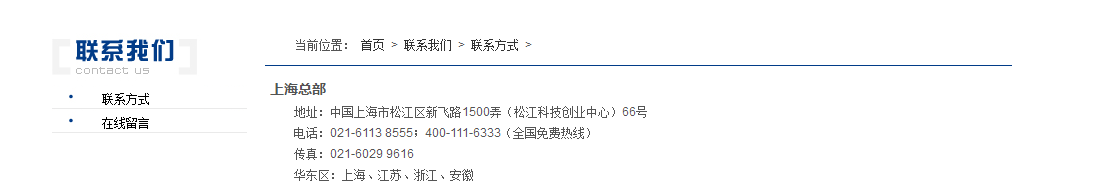 联系我们
contact us
联系方式
在线留言
当前位置： 首页 > 联系我们 > 联系方式 >
上海总部
地址：中国上海市松江区新飞路1500弄（松江科技创业中心）66号
电话：021-6113 8555；400-111-6333（全国免费热线）
传真：021-6029 9616
华东区：上海、江苏、浙江、安徽